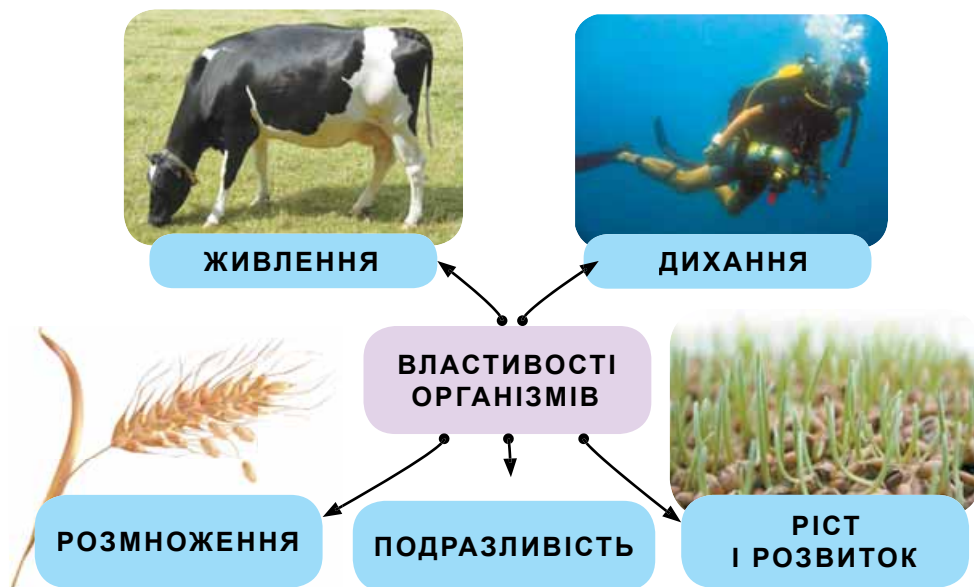 ЖИВЛЕННЯ
ДИХАННЯ
ВЛАСТИВОСТІ
ОРГАНІЗМІВ
РОЗМНОЖЕННЯ
ПОДРАЗЛИВІСТЬ
РІСТ
І РОЗВИТОК